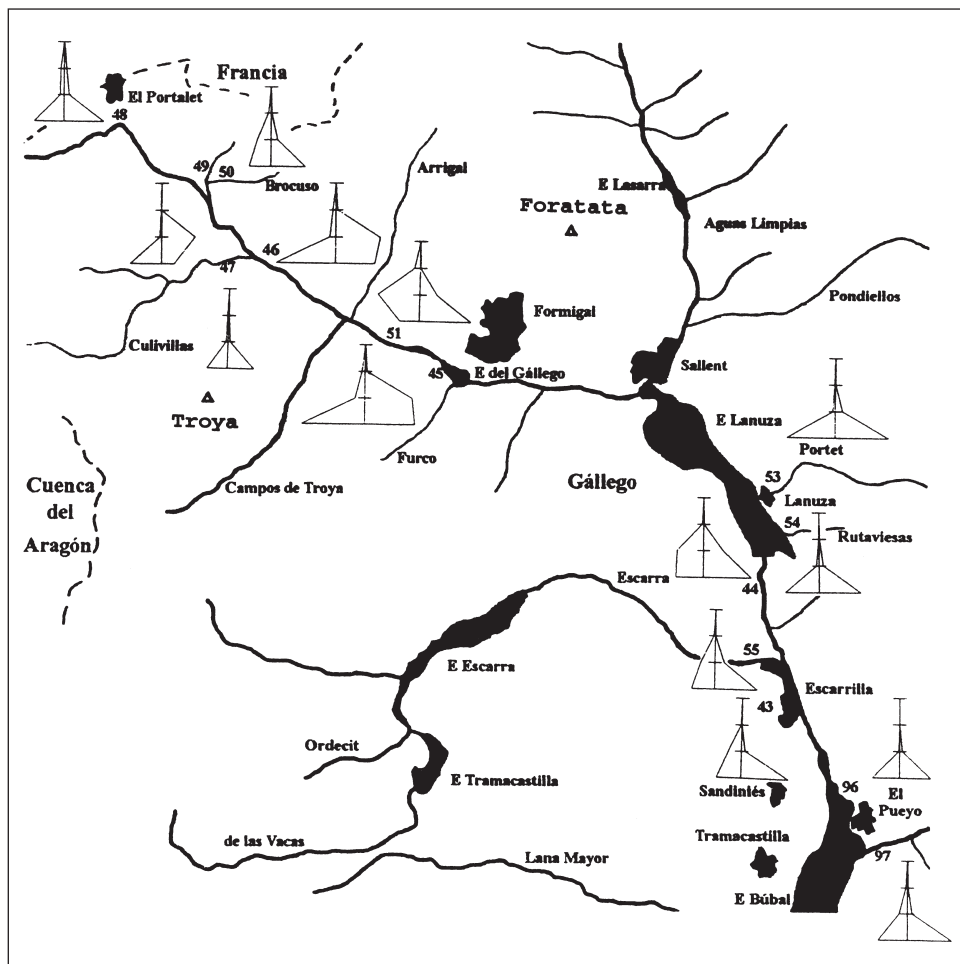 Francia
El Portalet
48
49
50
Brocuso
Arrigal
E Lasarra
Foratata
Aguas Limpias
46
47
Pondiellos
Culivillas
51
Formigal
Sallent
45
E del Gállego
Troya
E Lanuza
Portet
Furco
Cuenca
del
Aragón
Campos de Troya
Gállego
53
Lanuza
54
Rutaviesas
Escarra
44
55
E Escarra
Escarrilla
43
Ordecit
E Tramacastilla
Sandiniés
96
El
Pueyo
Tramacastilla
de las Vacas
Lana Mayor
97
E Búbal